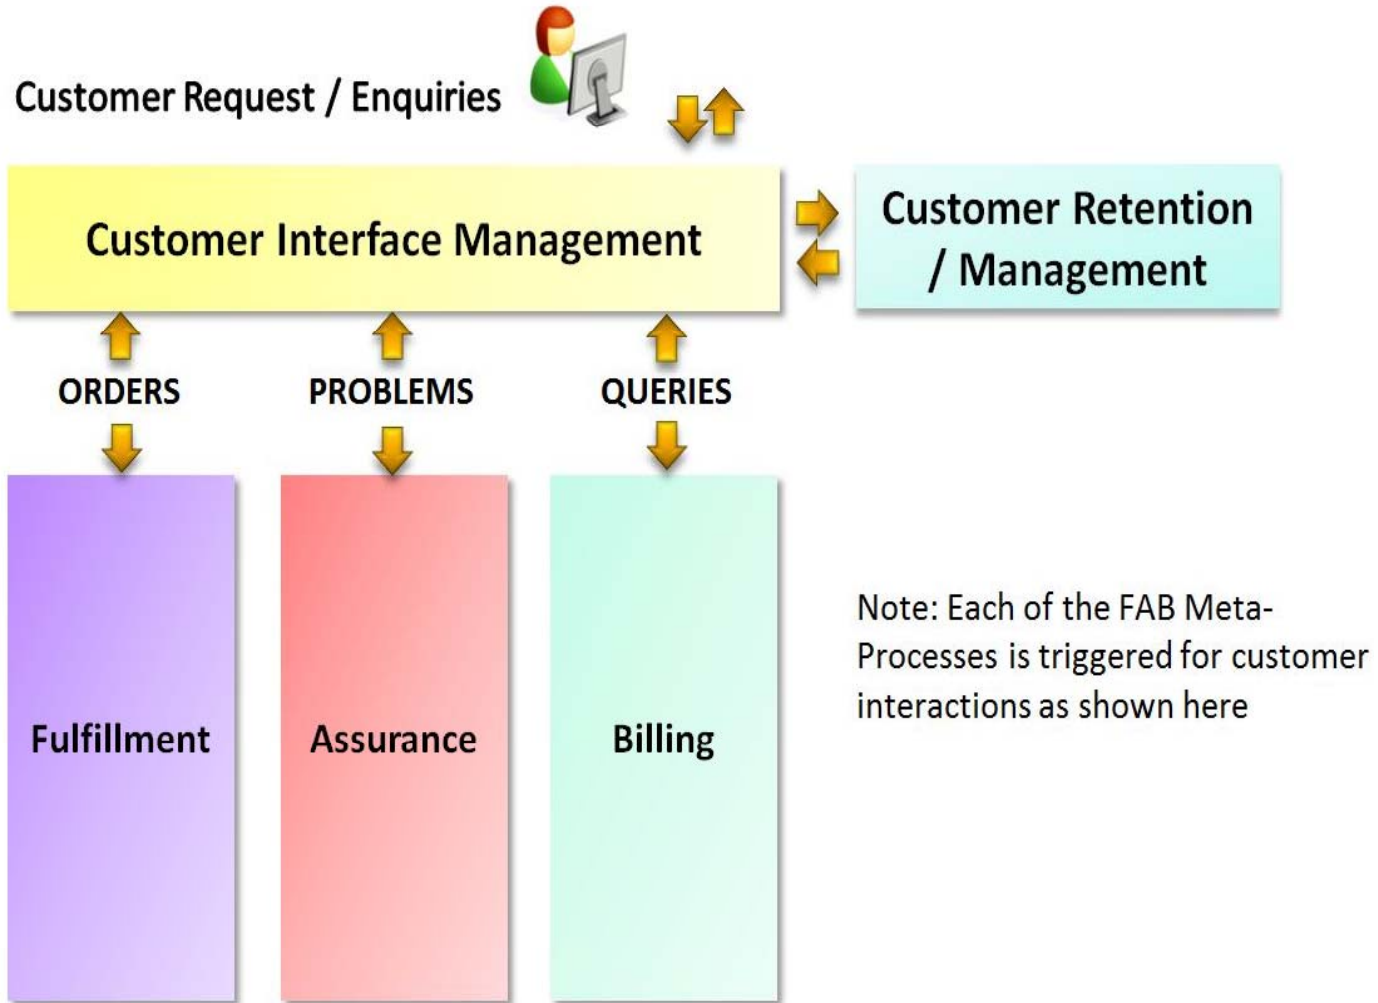 Customer Request / Enquiries
Customer Interface Management
Customer Retention
/ Management
ORDERS
PROBLEMS
QUERIES
Fulfillment
Assurance
Billing
Note: Each of the FAB Meta-
Processes is triggered for customer
interactions as shown here